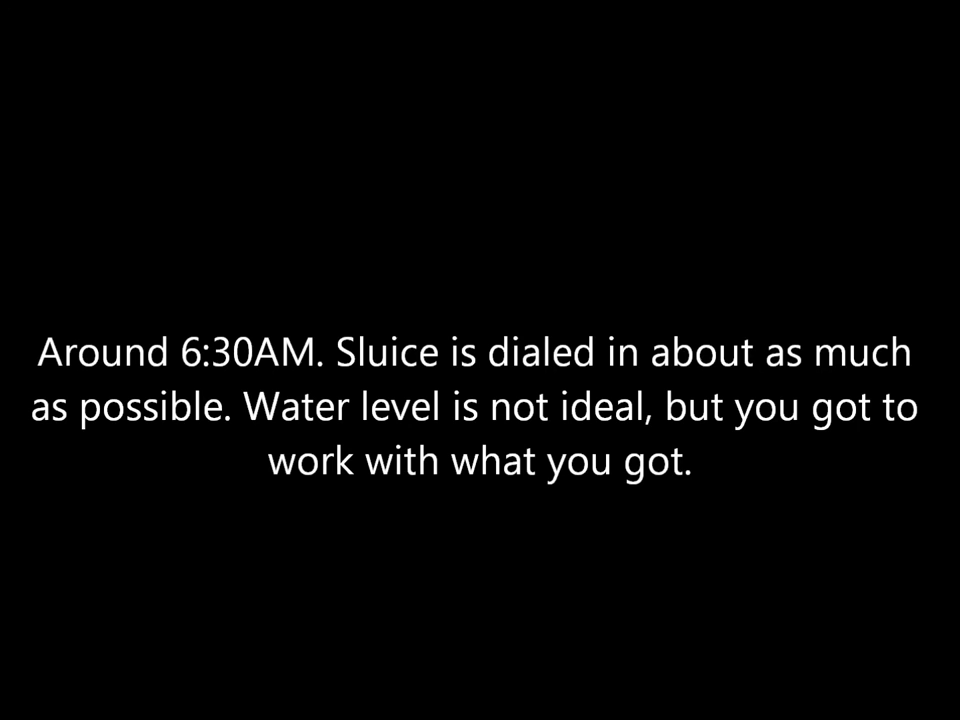 Around 6:30AM. Sluice is dialed in about as much
as possible. Water level is not ideal, but you got to
work with what you got.